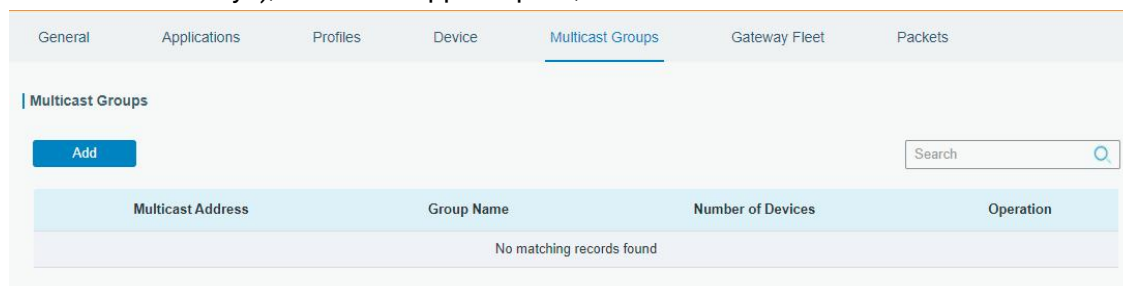 General Applications Profiles Device Multicast Groups Gateway Fleet Packets
Multicast Groups
Add Search
Multicast Address Group Name Number of Devices Operation
No matching records found